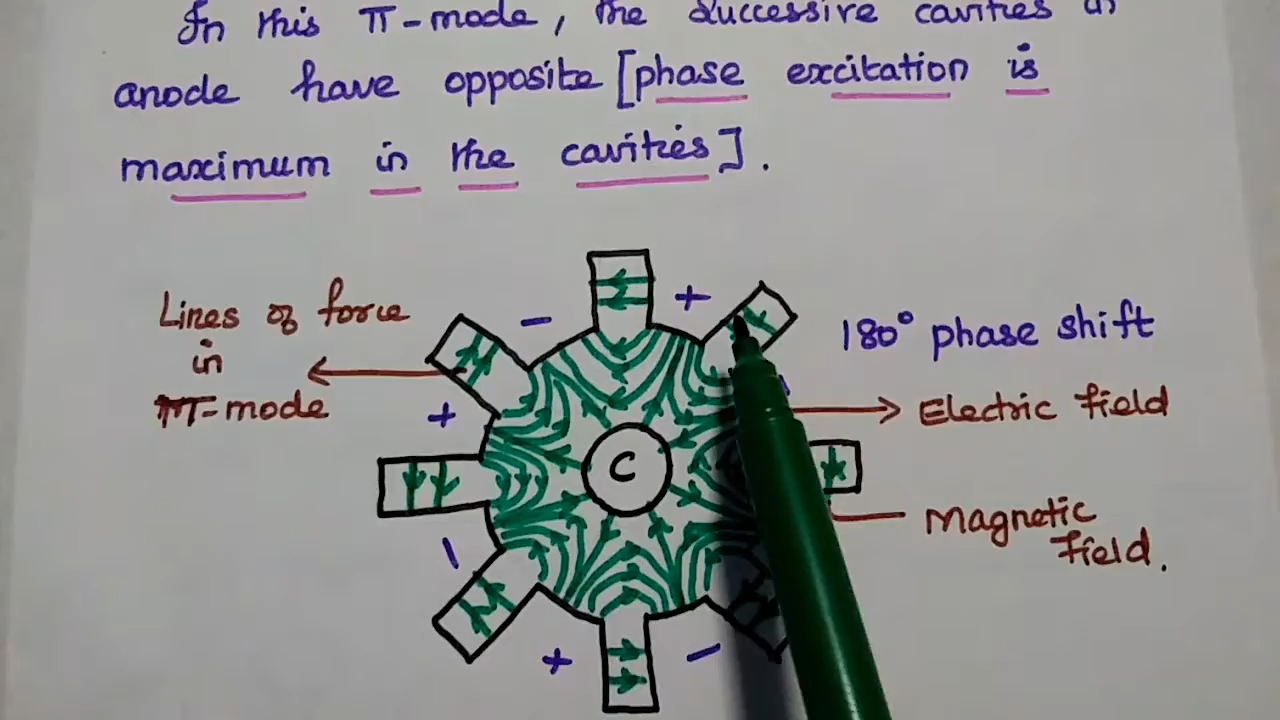 In this π-mode, the successive cavities in
anode have opposite [phase excitation is
maximum in the cavities].
Lines of force
in
π-mode
- +
+
C
180° phase shift
Electric field
Magnetic
field.
-
+ -